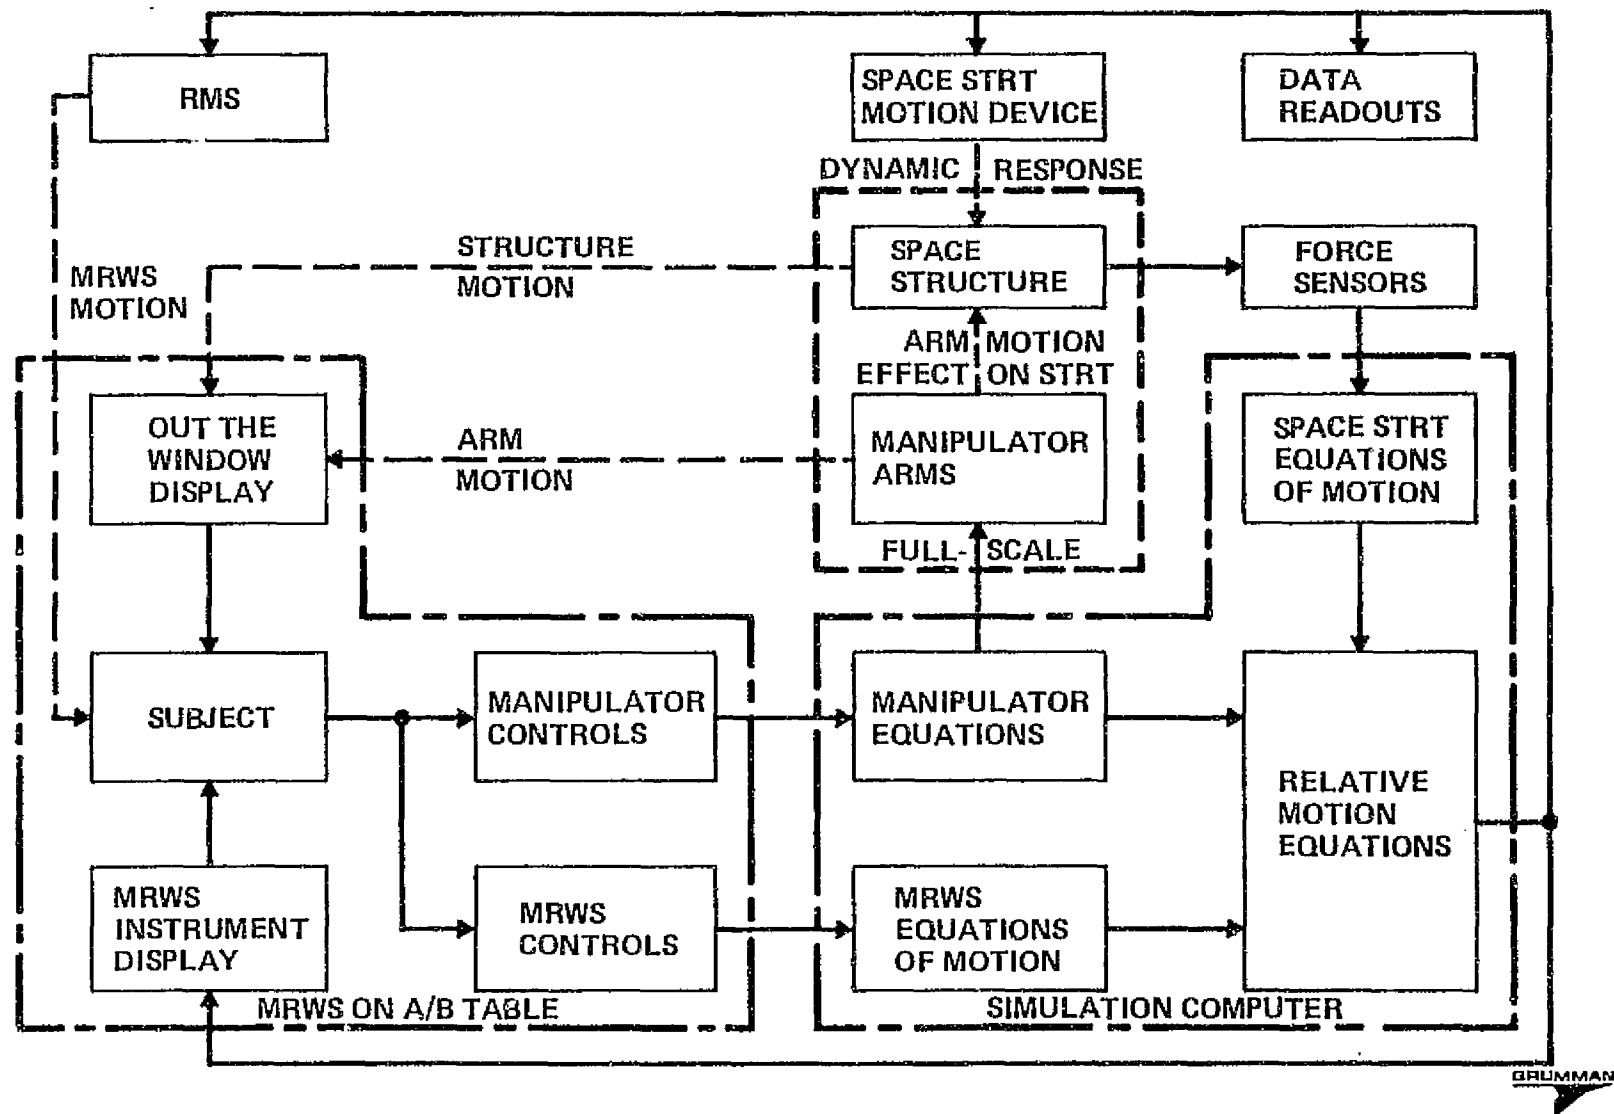 RMS
SPACE STRT
MOTION DEVICE
DATA
READOUTS
DYNAMIC RESPONSE
SPACE
STRUCTURE
FORCE
SENSORS
STRUCTURE
MOTION
MRWS
MOTION
ARM MOTION
EFFECT ON STRT
OUT THE
WINDOW
DISPLAY
ARM
MOTION
MANIPULATOR
ARMS
SPACE STRT
EQUATIONS
OF MOTION
FULL- SCALE
SUBJECT
MANIPULATOR
CONTROLS
MANIPULATOR
EQUATIONS
RELATIVE
MOTION
EQUATIONS
MRWS
INSTRUMENT
DISPLAY
MRWS
CONTROLS
MRWS
EQUATIONS
OF MOTION
MRWS ON A/B TABLE
SIMULATION COMPUTER
GRUMMAN